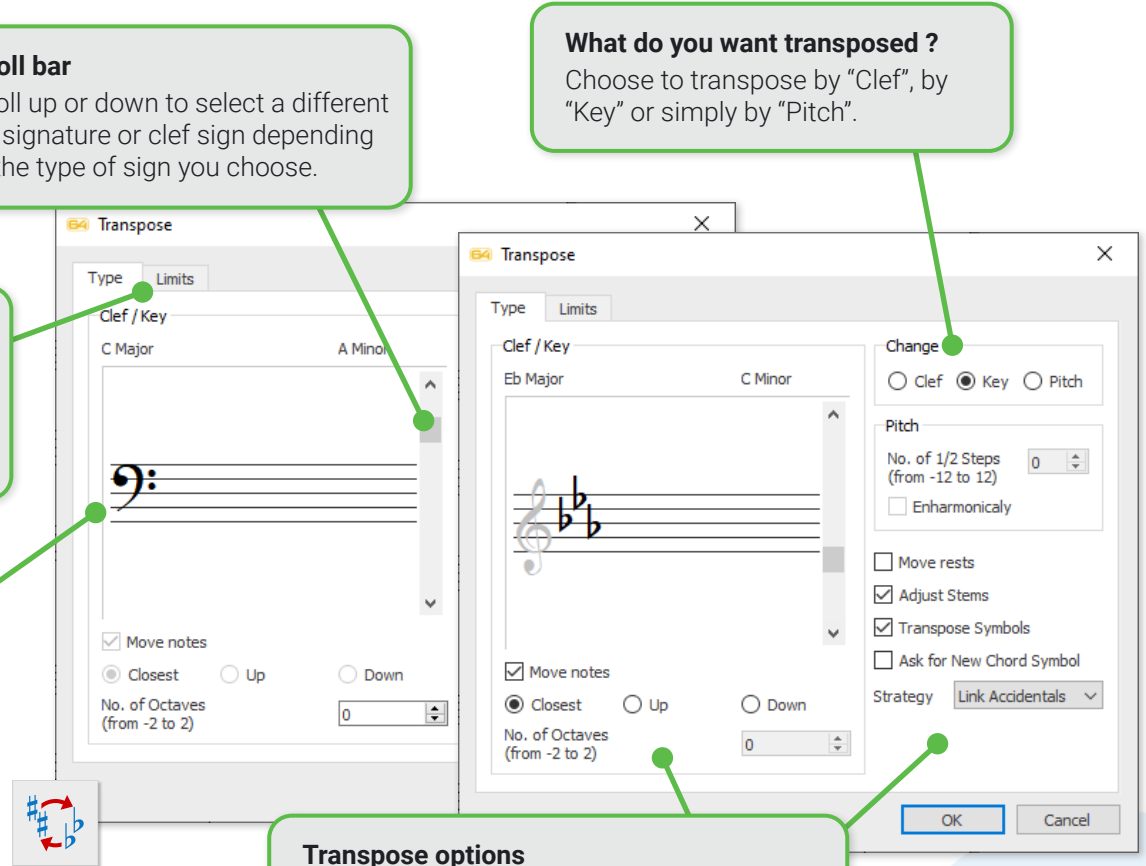 What do you want transposed ?
Choose to transpose by “Clef”, by
“Key” or simply by “Pitch”.
bar
up or down to select a different
signature or clef sign depending
the type of sign you choose.
64 Transpose
Type Limits
Clef / Key
C Major A Minor
Move notes
Closest Up Down
No. of Octaves
(from -2 to 2)
0
64 Transpose
Type Limits
Clef / Key
Eb Major C Minor
Move notes
Closest Up Down
No. of Octaves
(from -2 to 2)
0
Change
Clef Key Pitch
Pitch
No. of 1/2 Steps
(from -12 to 12)
0
Enharmonicaly
Move rests
Adjust Stems
Transpose Symbols
Ask for New Chord Symbol
Strategy Link Accidentals
OK Cancel
Transpose options